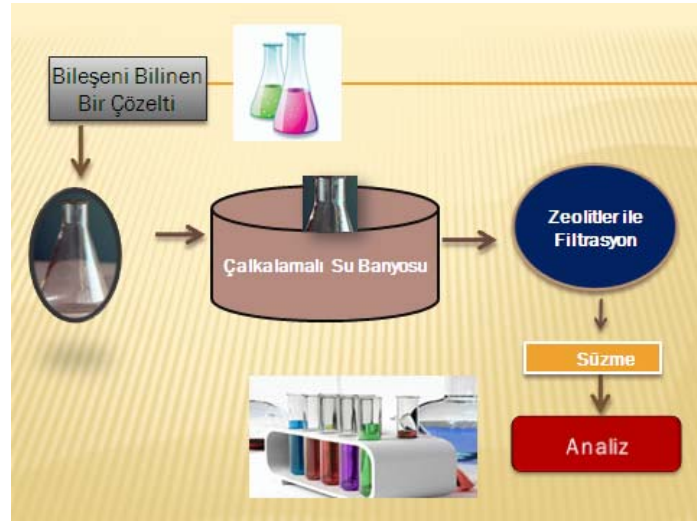 Bileşeni Bilinen
Bir Çözelti
Çalkalamalı Su Banyosu
Zeolitler ile
Filtrasyon
Süzme
Analiz